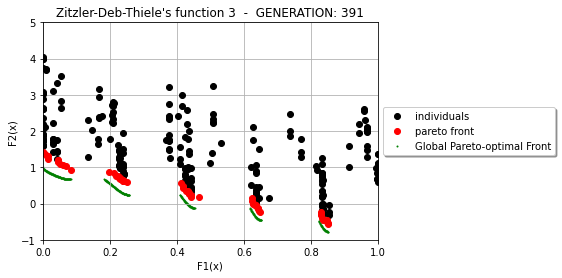 Zitzler-Deb-Thiele's function 3 - GENERATION: 391
5
4
3
2
1
0
−1
F2(x)
0.0 0.2 0.4 0.6 0.8 1.0
F1(x)
individuals
pareto front
Global Pareto-optimal Front